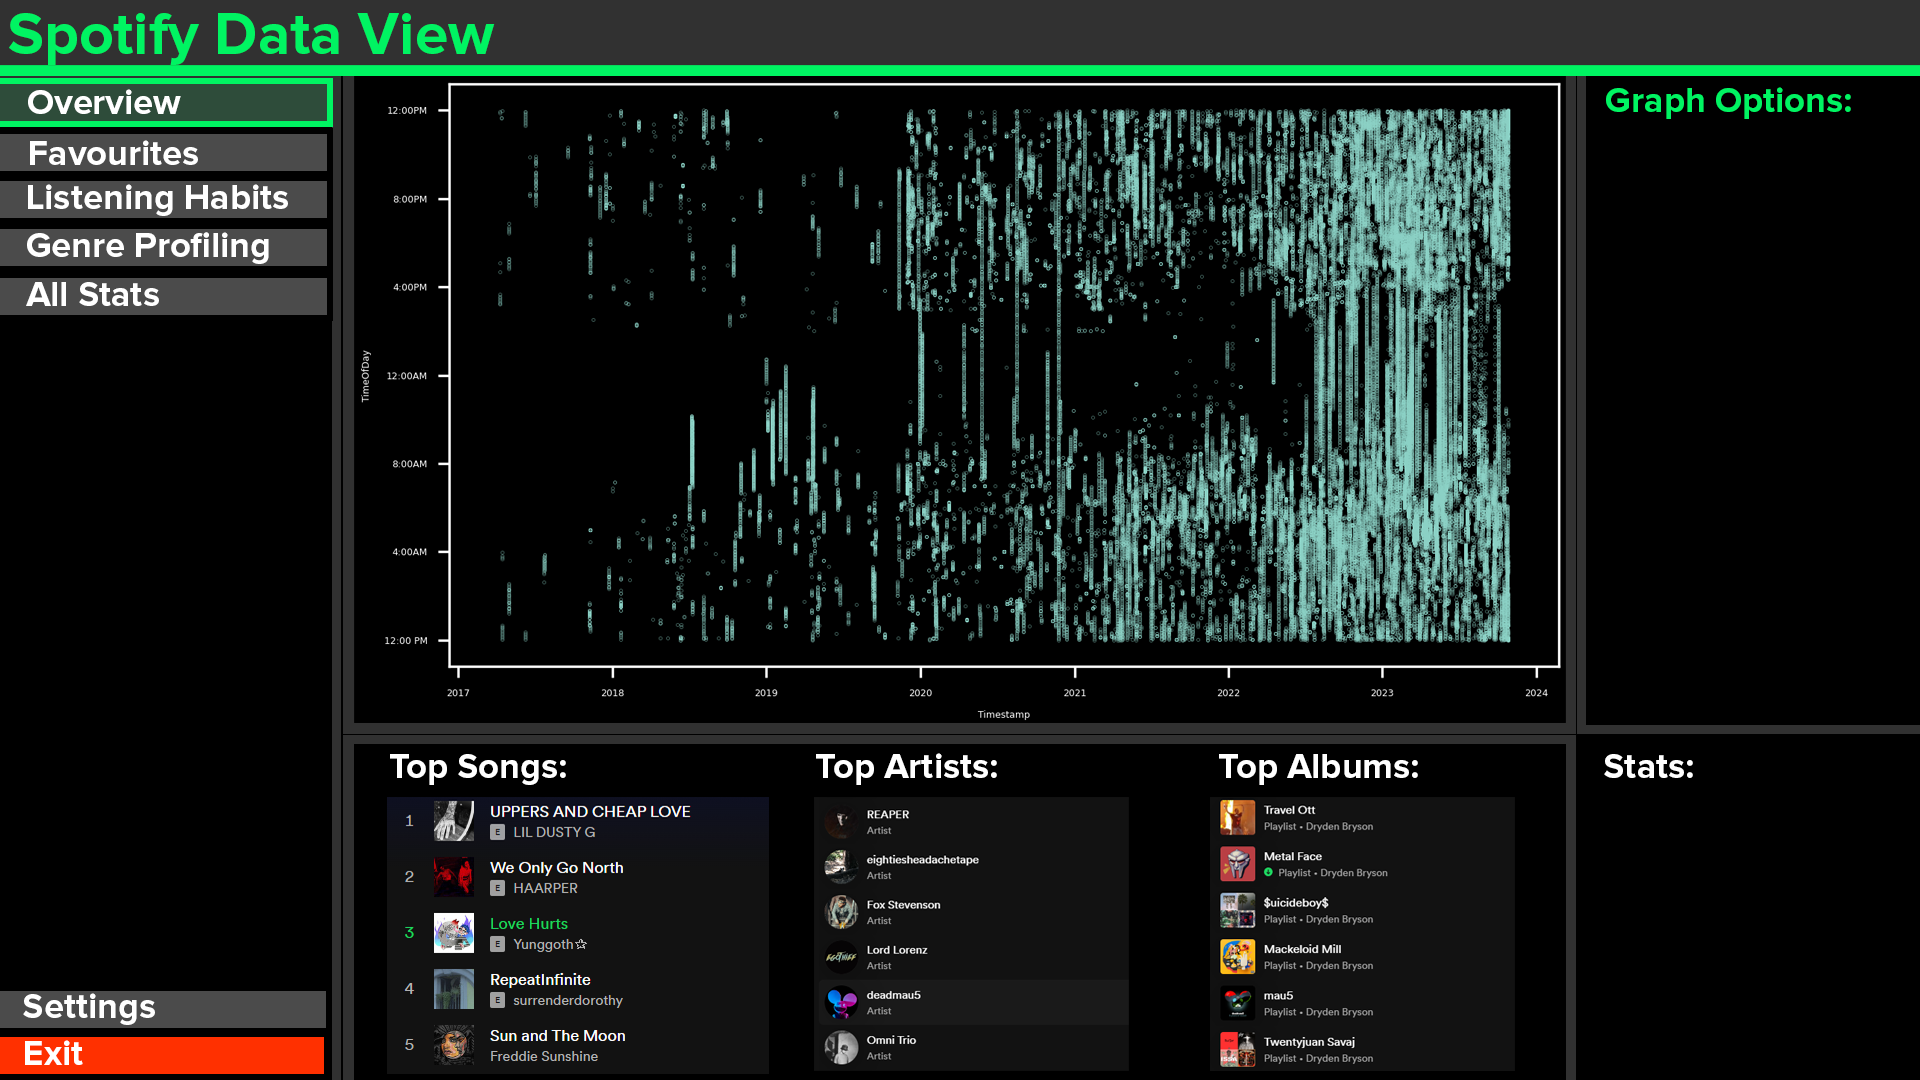 Spotify Data View
Overview
Favourites
Listening Habits
Genre Profiling
All Stats
Settings
Exit
12:00PM
8:00PM
4:00PM
12:00AM
8:00AM
4:00AM
12:00 PM
TimeOfDay
2017 2018 2019 2020 2021 2022 2023 2024
Timestamp
Graph Options:
Top Songs:
1 UPPERS AND CHEAP LOVE
E LIL DUSTY G
2 We Only Go North
E HAARPER
3 Love Hurts
E Yunggoth☆
4 RepeatInfinite
E surrenderdorothy
5 Sun and The Moon
Freddie Sunshine
Top Artists:
REAPER
Artist
eightiesheadachetape
Artist
Fox Stevenson
Artist
Lord Lorenz
Artist
deadmau5
Artist
Omni Trio
Artist
Top Albums:
Travel Ott
Playlist • Dryden Bryson
Metal Face
Playlist • Dryden Bryson
$uicideboy$
Playlist • Dryden Bryson
Mackeloid Mill
Playlist • Dryden Bryson
mau5
Playlist • Dryden Bryson
Twentyjuan Savaj
Playlist • Dryden Bryson
Stats: